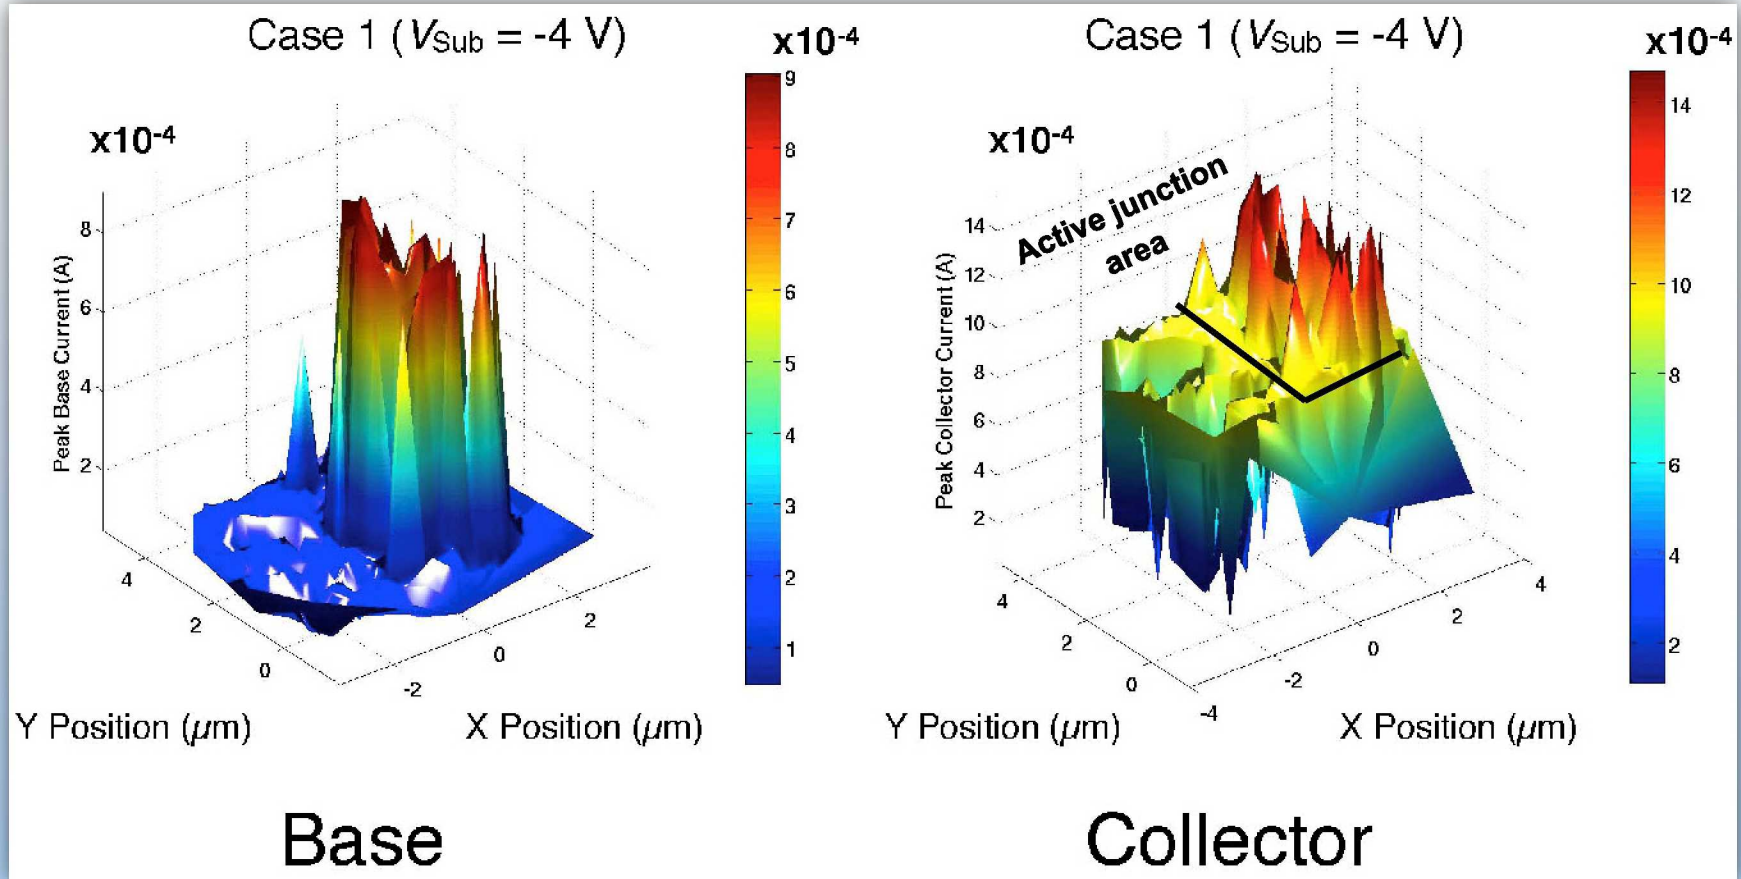 Case 1 (V_Sub = -4 V)
x10-4
x10-4
9
8
7
6
5
4
3
2
1
Peak Base Current (A)
8
6
4
2
4
2
0
-2
0
2
Y Position (µm)
X Position (µm)
Base
Case 1 (V_Sub = -4 V)
x10-4
x10-4
14
12
10
8
6
4
2
Active junction
area
Peak Collector Current (A)
14
12
10
8
6
4
2
4
2
0
-4
-2
0
2
4
Y Position (µm)
X Position (µm)
Collector